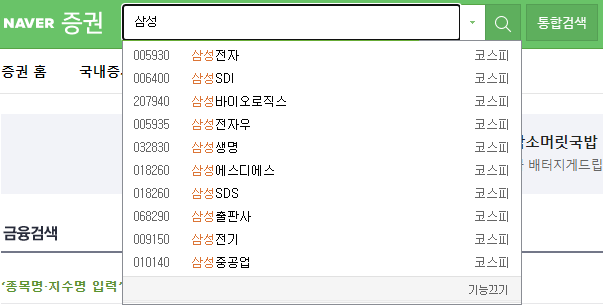 NAVER 증권 삼성 통합검색
005930 삼성전자 코스피
증권 홈 국내증 006400 삼성SDI 코스피
207940 삼성바이오로직스 코스피
005935 삼성전자우 코스피
소머릿국밥
032830 삼성생명 코스피
배터지게드립
018260 삼성에스디에스 코스피
018260 삼성SDS 코스피
068290 삼성출판사 코스피
금융검색 009150 삼성전기 코스피
010140 삼성중공업 코스피
'종목명·지수명 입력' 기능끄기